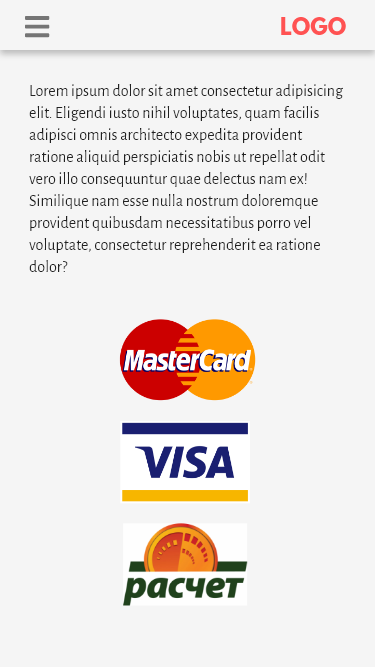 LOGO
Lorem ipsum dolor sit amet consectetur adipisicing
elit. Eligendi iusto nihil voluptates, quam facilis
adipisci omnis architecto expedita provident
ratione aliquid perspiciatis nobis ut repellat odit
vero illo consequuntur quae delectus nam ex!
Similique nam esse nulla nostrum doloremque
provident quibusdam necessitatibus porro vel
voluptate, consectetur reprehenderit ea ratione
dolor?
MasterCard
VISA
расчет